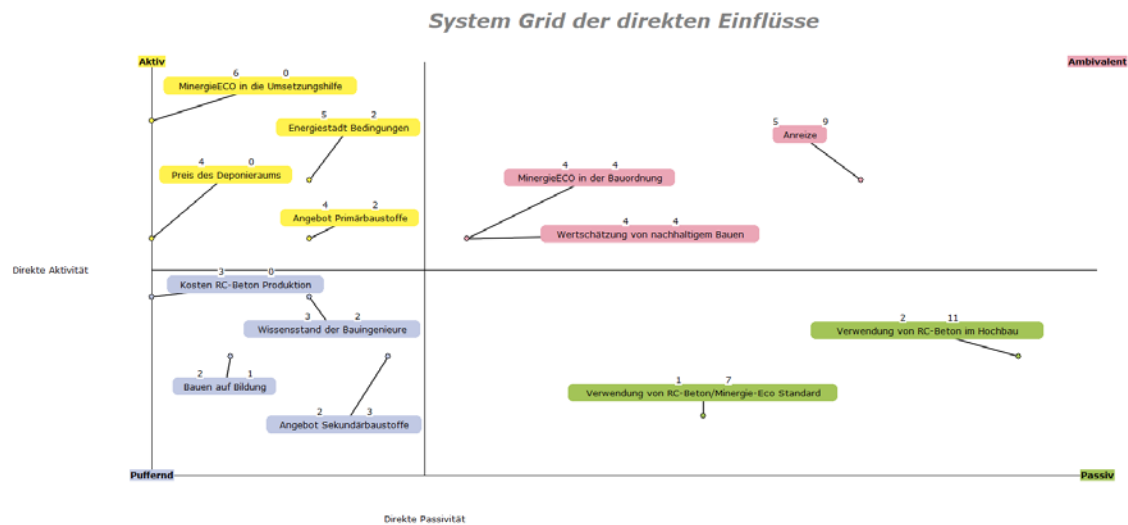 System Grid der direkten Einflüsse
Aktiv
Ambivalent
6 0
MinergieECO in die Umsetzungshilfe
5 2
Energiestadt Bedingungen
5 9
Anreize
4 0
Preis des Deponieraums
4 4
MinergieECO in der Bauordnung
4 2
Angebot Primärbaustoffe
4 4
Wertschätzung von nachhaltigem Bauen
Direkte Aktivität
3 0
Kosten RC-Beton Produktion
3 2
Wissensstand der Bauingenieure
2 11
Verwendung von RC-Beton im Hochbau
2 1
Bauen auf Bildung
1 7
Verwendung von RC-Beton/Minergie-Eco Standard
2 3
Angebot Sekundärbaustoffe
Puffernd
Passiv
Direkte Passivität